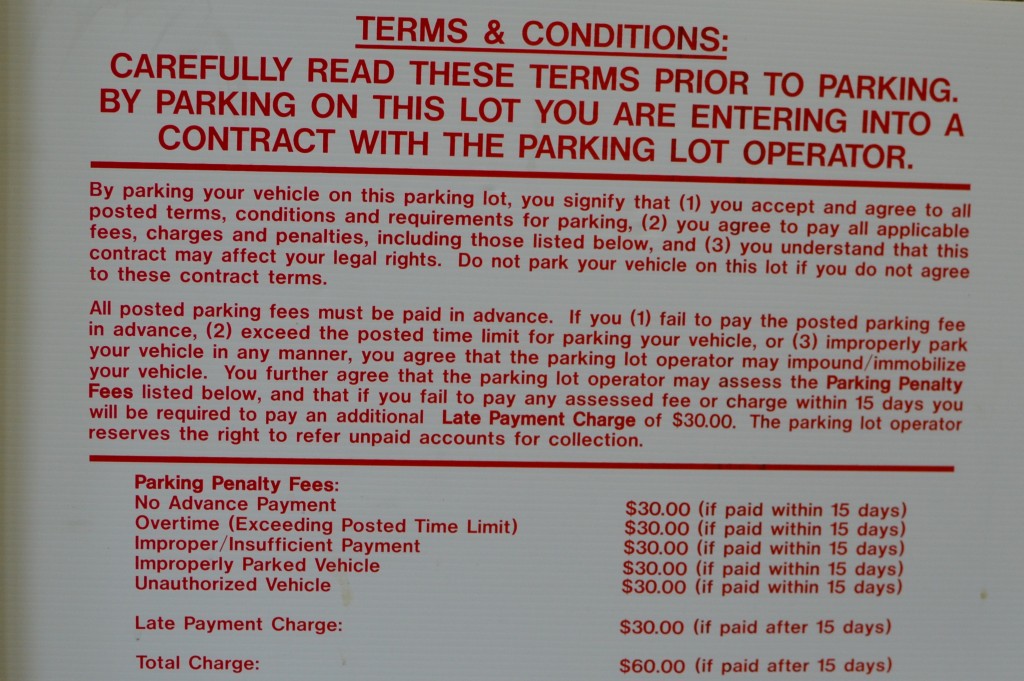 TERMS & CONDITIONS:
CAREFULLY READ THESE TERMS PRIOR TO PARKING.
BY PARKING ON THIS LOT YOU ARE ENTERING INTO A
CONTRACT WITH THE PARKING LOT OPERATOR.
By parking your vehicle on this parking lot, you signify that (1) you accept and agree to all
posted terms, conditions and requirements for parking, (2) you agree to pay all applicable
fees, charges and penalties, including those listed below, and (3) you understand that this
contract may affect your legal rights. Do not park your vehicle on this lot if you do not agree
to these contract terms.
All posted parking fees must be paid in advance. If you (1) fail to pay the posted parking fee
in advance, (2) exceed the posted time limit for parking your vehicle, or (3) improperly park
your vehicle in any manner, you agree that the parking lot operator may impound/immobilize
your vehicle. You further agree that the parking lot operator may assess the Parking Penalty
Fees listed below, and that if you fail to pay any assessed fee or charge within 15 days you
will be required to pay an additional Late Payment Charge of $30.00. The parking lot operator
reserves the right to refer unpaid accounts for collection.
Parking Penalty Fees:
No Advance Payment $30.00 (if paid within 15 days)
Overtime (Exceeding Posted Time Limit) $30.00 (if paid within 15 days)
Improper/Insufficient Payment $30.00 (if paid within 15 days)
Improperly Parked Vehicle $30.00 (if paid within 15 days)
Unauthorized Vehicle $30.00 (if paid within 15 days)
Late Payment Charge: $30.00 (if paid after 15 days)
Total Charge: $60.00 (if paid after 15 days)